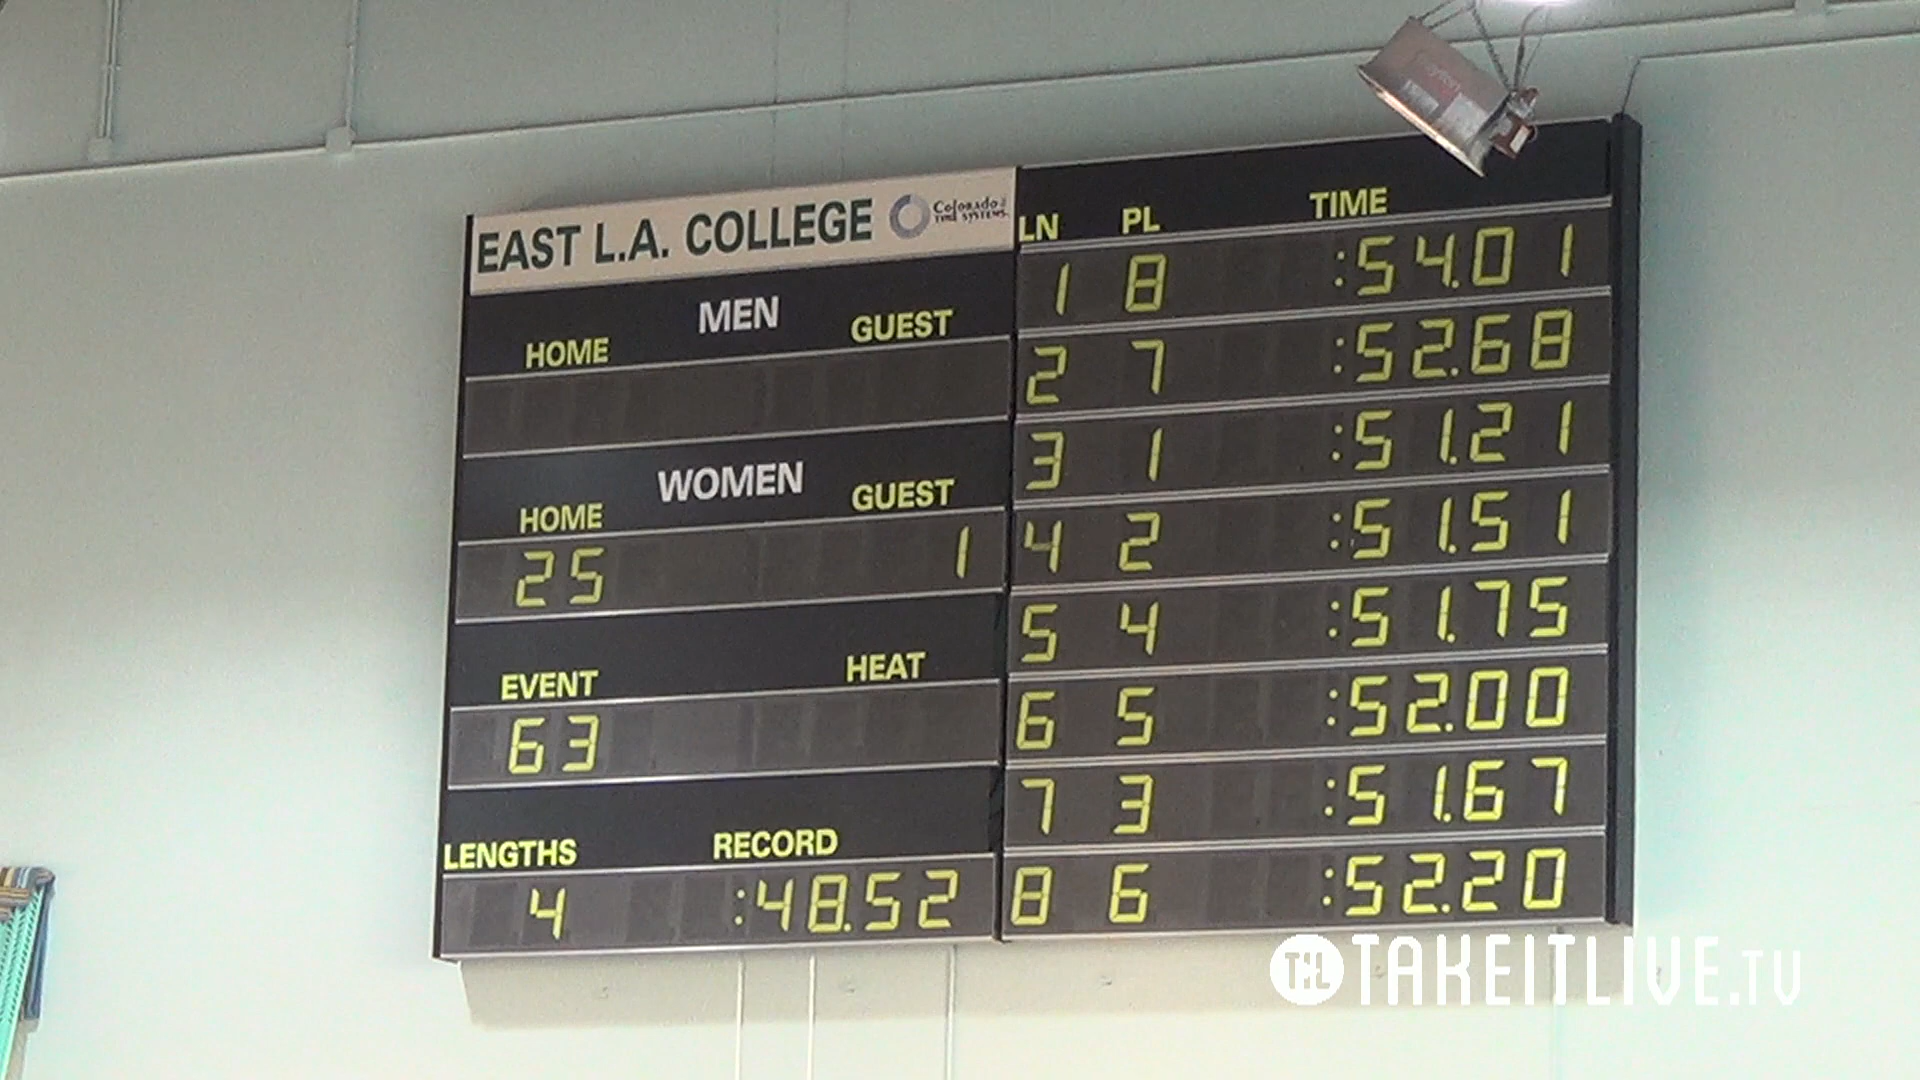 EAST L.A. COLLEGE Colorado TIME SYSTEMS
MEN
HOME GUEST
WOMEN
HOME GUEST
25 1
EVENT HEAT
63
LENGTHS RECORD
4 :48.52
LN PL TIME
1 8 :54.01
2 7 :52.68
3 1 :51.21
4 2 :51.51
5 4 :51.75
6 5 :52.00
7 3 :51.67
8 6 :52.20
TIL TAKEITLIVE.TV